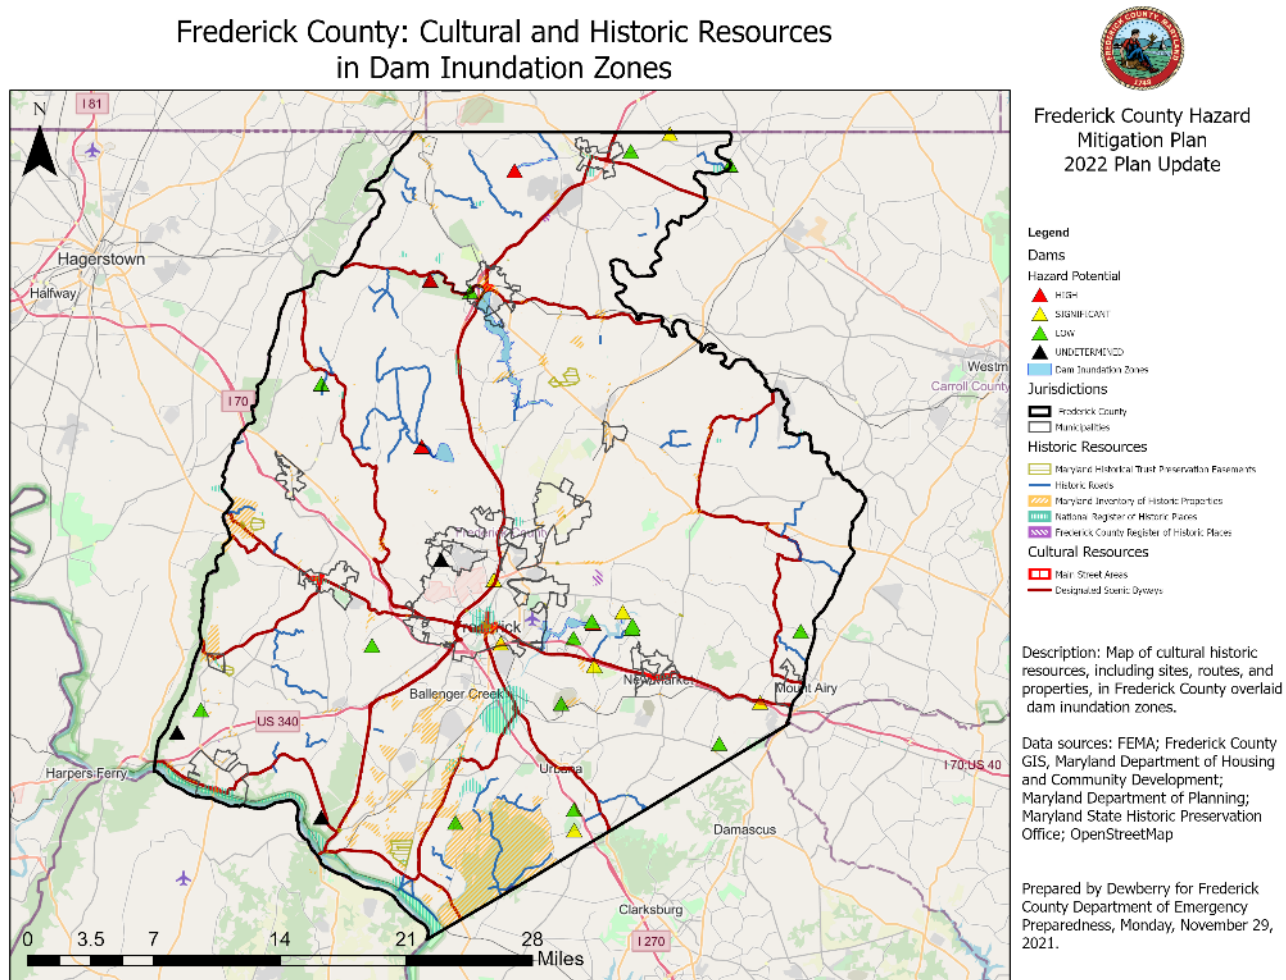 Frederick County: Cultural and Historic Resources
in Dam Inundation Zones
FREDERICK COUNTY, MARYLAND
1748
Frederick County Hazard
Mitigation Plan
2022 Plan Update
N
I 81
Hagerstown
Halfway
I 70
Westm
Carroll County
Frederick County
Frederick
New Market
Mount Airy
Ballenger Creek
US 340
Harpers Ferry
Urbana
I 70;US 40
Damascus
Clarksburg
I 270
0 3.5 7 14 21 28
Miles
Legend
Dams
Hazard Potential
HIGH
SIGNIFICANT
LOW
UNDETERMINED
Dam Inundation Zones
Jurisdictions
Frederick County
Municipalities
Historic Resources
Maryland Historical Trust Preservation Easements
Historic Roads
Maryland Inventory of Historic Properties
National Register of Historic Places
Frederick County Register of Historic Places
Cultural Resources
Main Street Areas
Designated Scenic Byways
Description: Map of cultural historic
resources, including sites, routes, and
properties, in Frederick County overlaid
dam inundation zones.
Data sources: FEMA; Frederick County
GIS, Maryland Department of Housing
and Community Development;
Maryland Department of Planning;
Maryland State Historic Preservation
Office; OpenStreetMap
Prepared by Dewberry for Frederick
County Department of Emergency
Preparedness, Monday, November 29,
2021.